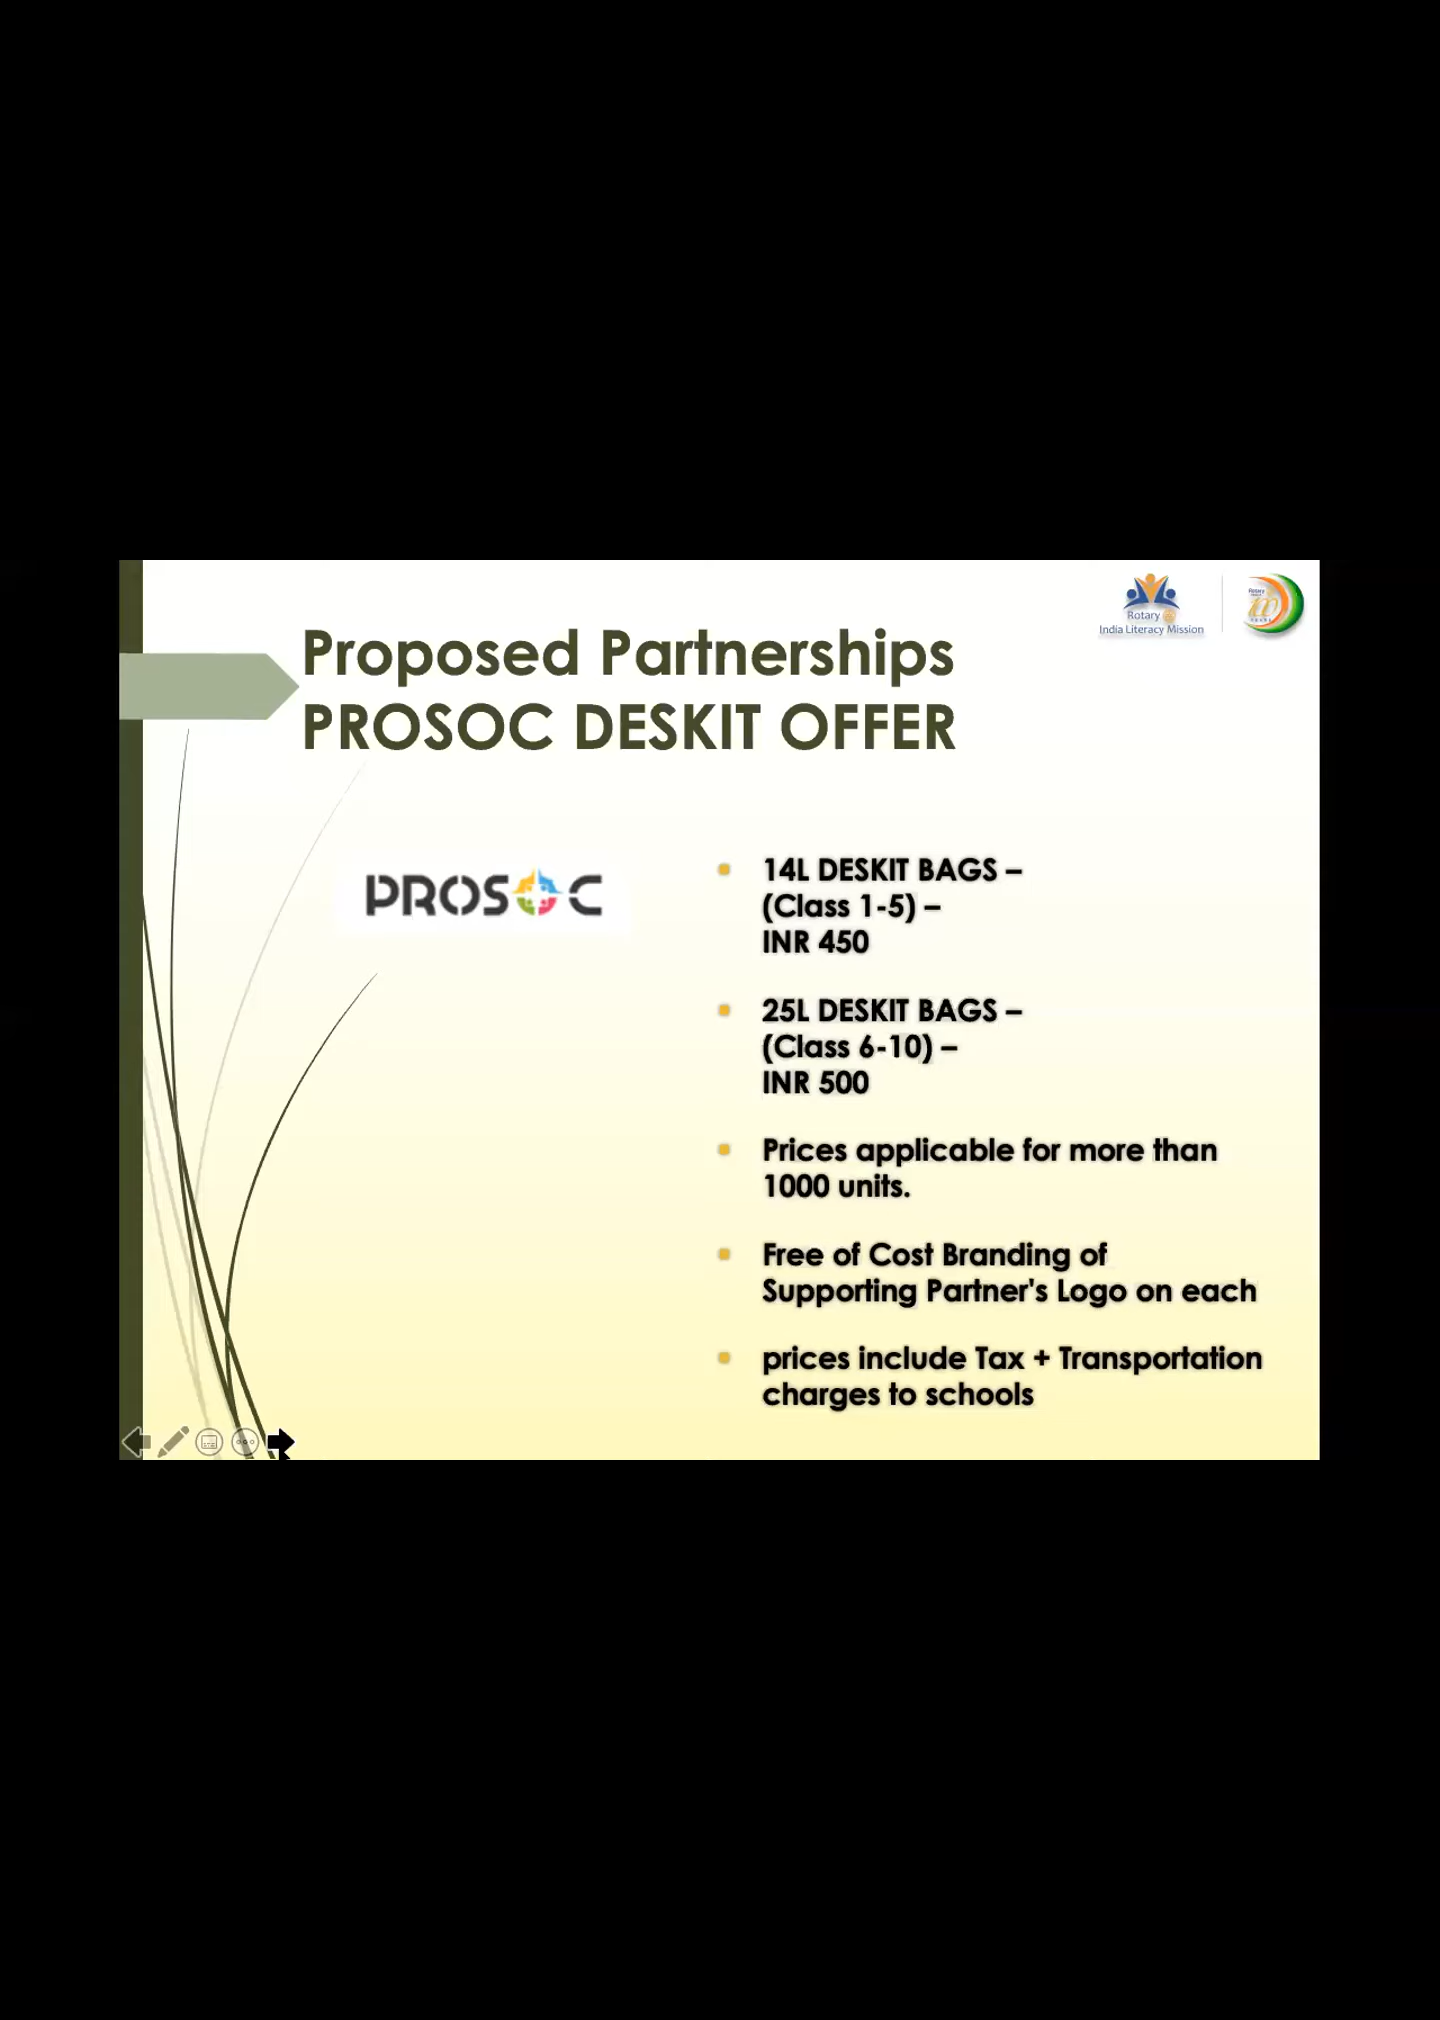 Rotary
India Literacy Mission
Proposed Partnerships
PROSOC DESKIT OFFER
PROSOC
14L DESKIT BAGS –
(Class 1-5) –
INR 450
25L DESKIT BAGS –
(Class 6-10) –
INR 500
Prices applicable for more than
1000 units.
Free of Cost Branding of
Supporting Partner's Logo on each
prices include Tax + Transportation
charges to schools